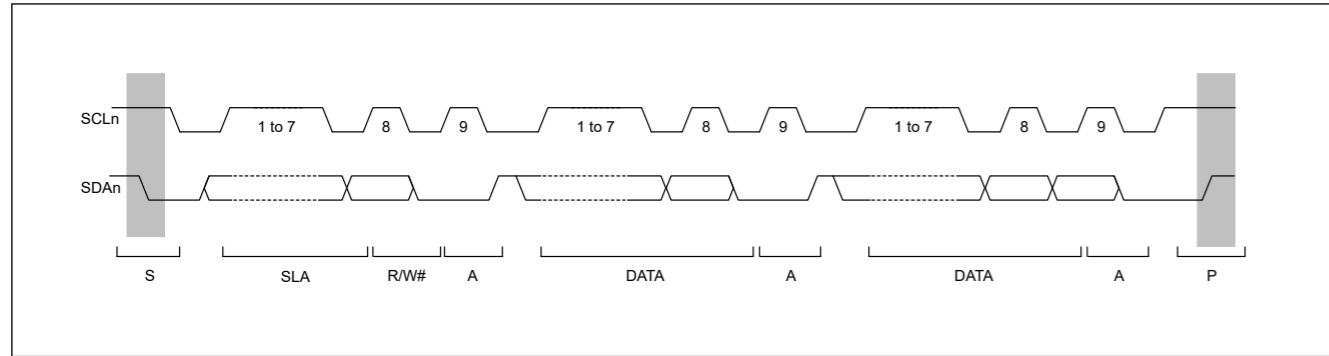 SCLn 1 to 7 8 9 1 to 7 8 9 1 to 7 8 9
SDAn
S SLA R/W# A DATA A DATA A P